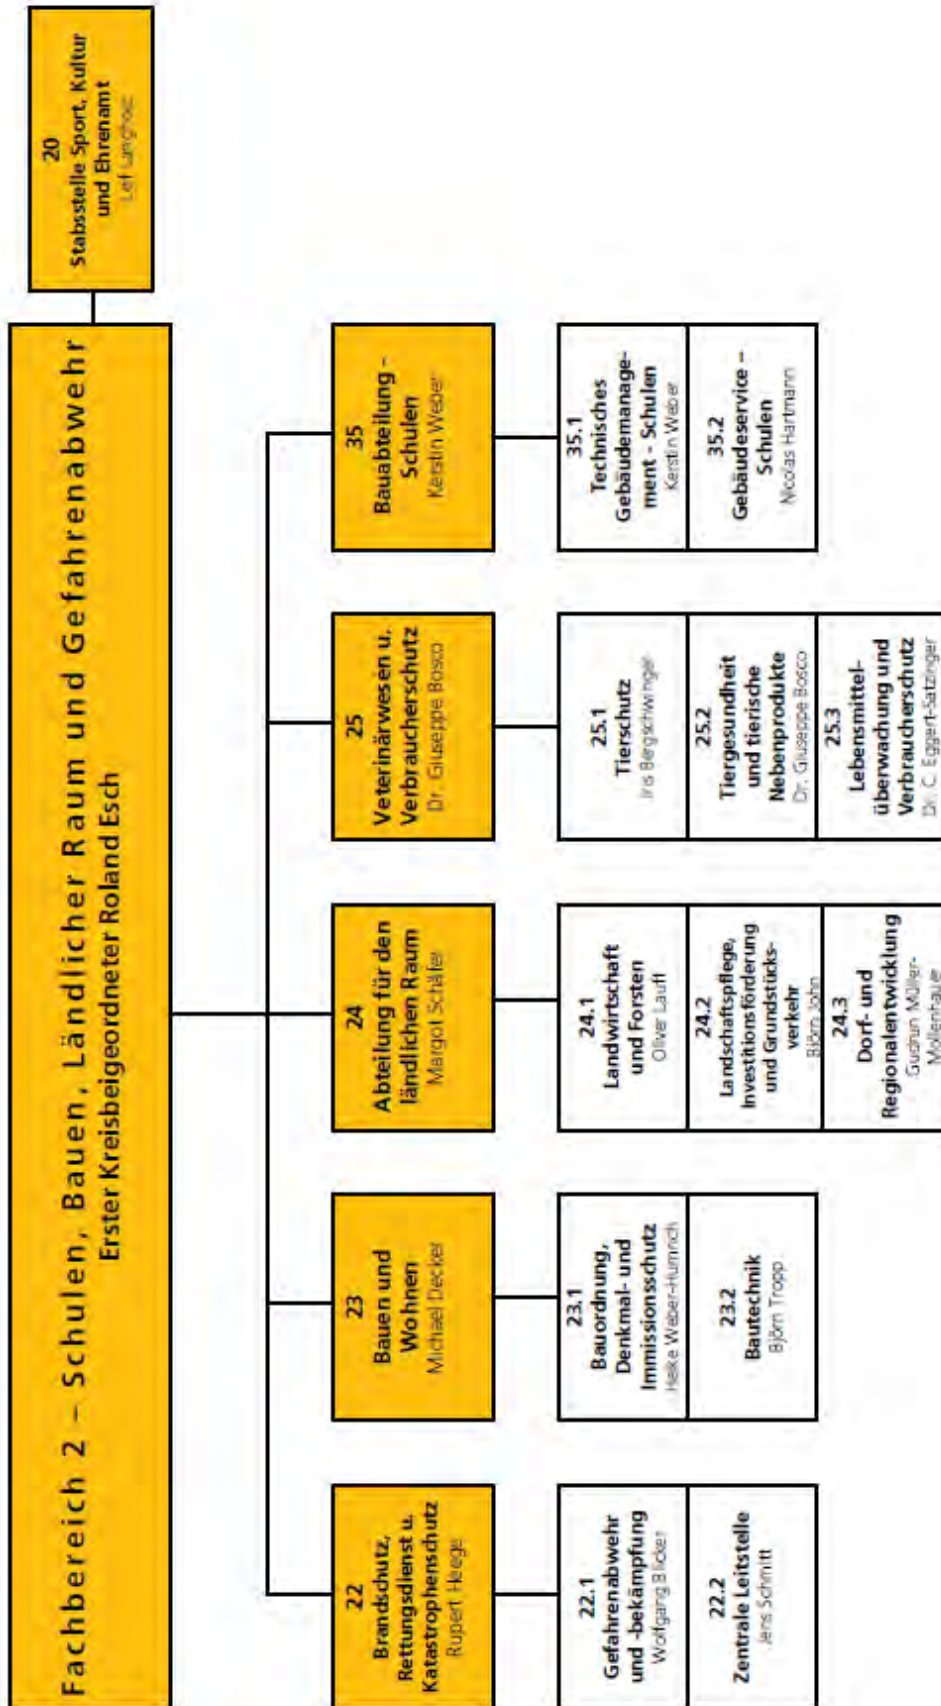 Fachbereich 2 – Schulen, Bauen, Ländlicher Raum und Gefahrenabwehr
Erster Kreisbeigeordneter Roland Esch
20
Stabsstelle Sport, Kultur
und Ehrenamt
22
Brandschutz,
Rettungsdienst u.
Katastrophenschutz
Rupert Heege
22.1
Gefahrenabwehr
und -bekämpfung
Wolfgang Blicker
22.2
Zentrale Leitstelle
Jens Schmitt
23
Bauen und
Wohnen
Michael Decker
23.1
Bauordnung,
Denkmal- und
Immissionsschutz
Heike Weber-Humrich
23.2
Bautechnik
Björn Tropp
24
Abteilung für den
ländlichen Raum
Margot Schäfer
24.1
Landwirtschaft
und Forsten
Oliver Lauff
24.2
Landschaftspflege,
Investitionsförderung
und Grundstücks-
verkehr
Björn John
24.3
Dorf- und
Regionalentwicklung
Gudrun Müller-
Mollenhauer
25
Veterinärwesen u.
Verbraucherschutz
Dr. Giuseppe Bosco
25.1
Tierschutz
Iris Bergschwinger
25.2
Tiergesundheit
und tierische
Nebenprodukte
Dr. Giuseppe Bosco
25.3
Lebensmittel-
überwachung und
Verbraucherschutz
Dr. C. Eggert-Satzinger
35
Bauabteilung -
Schulen
Kerstin Weber
35.1
Technisches
Gebäudemanage-
ment - Schulen
Kerstin Weber
35.2
Gebäudeservice –
Schulen
Nicolas Hartmann